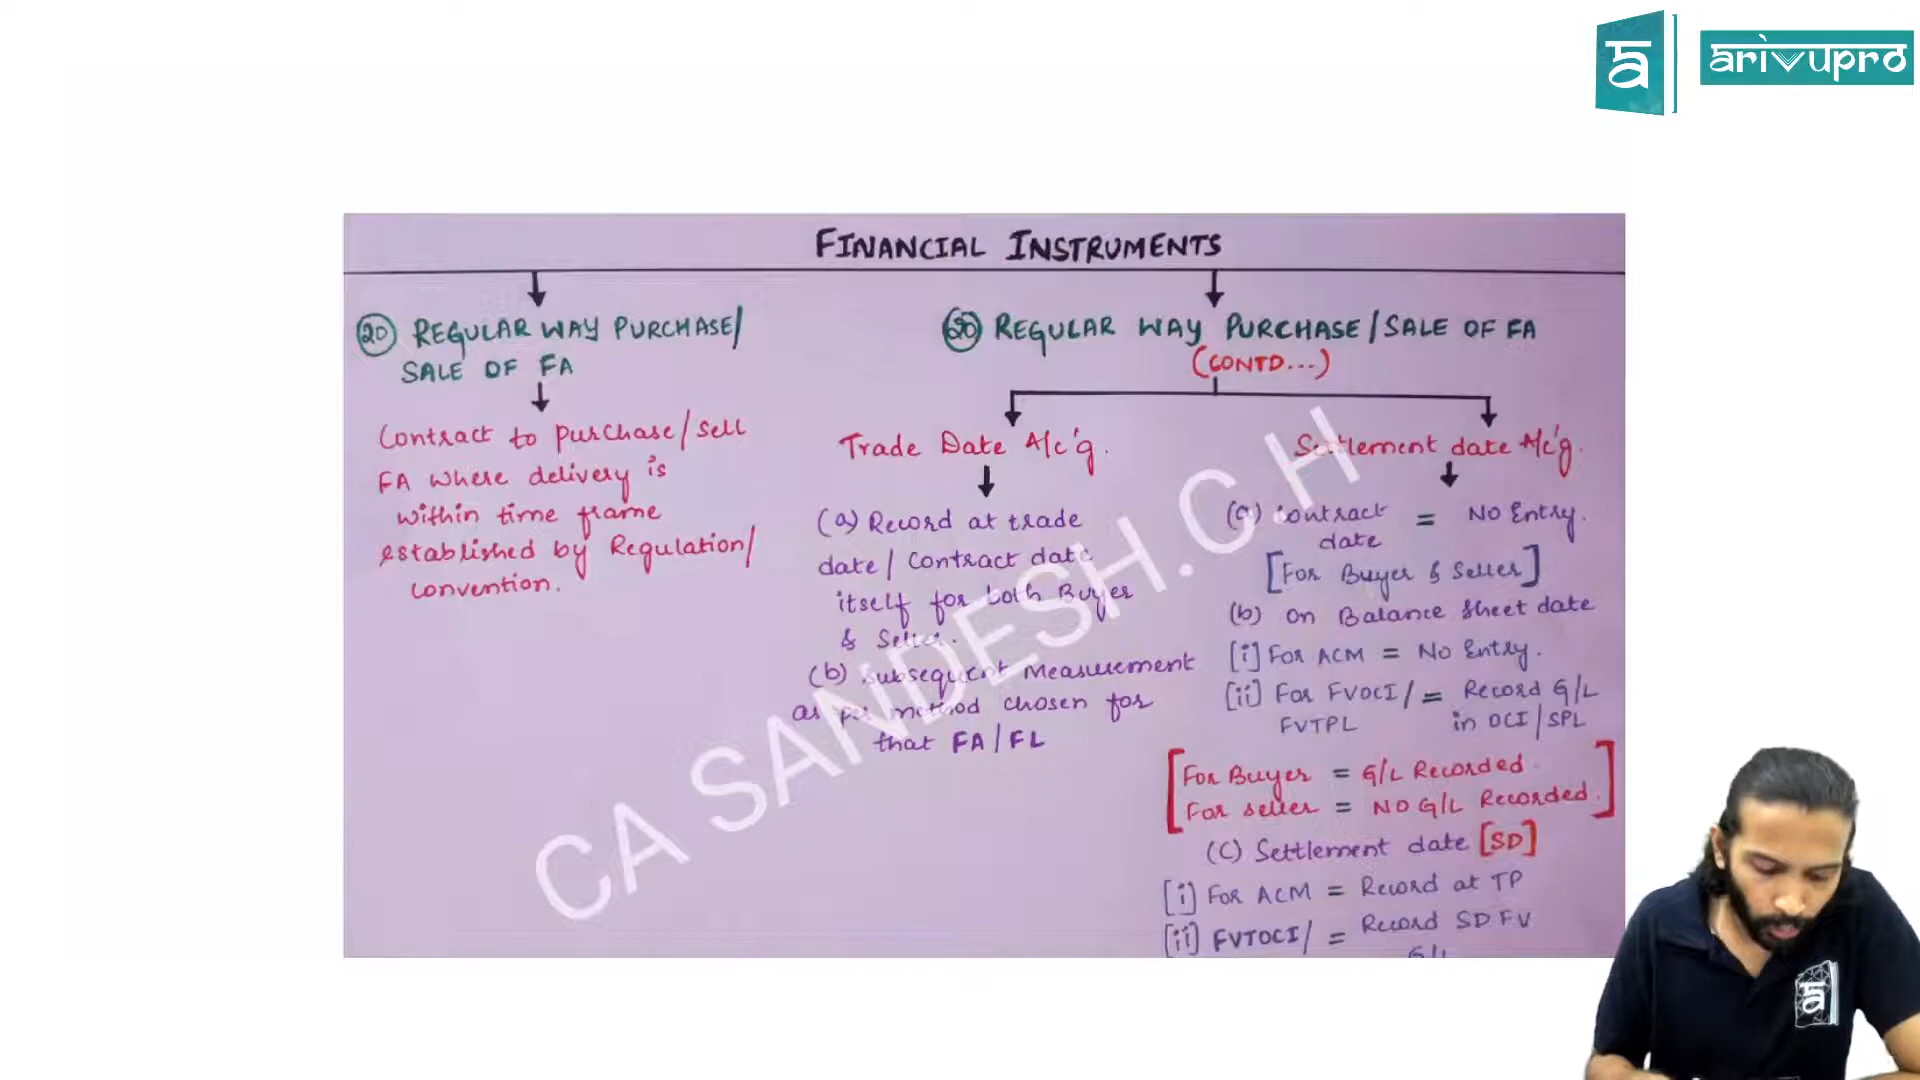 arivupro
FINANCIAL INSTRUMENTS
20 REGULAR WAY PURCHASE/
SALE OF FA
Contract to purchase/sell
FA where delivery is
within time frame
established by Regulation/
convention.
REGULAR WAY PURCHASE/SALE OF FA
(CONTD...)
Trade Date A/c'g.
(a) Record at trade
date/Contract date
itself for both Buyer
& Seller.
(b) Subsequent Measurement
as per method chosen for
that FA/FL
Settlement date A/c'g.
(a) contract = No Entry.
date
[For Buyer & Seller]
(b) on Balance sheet date
[i] For ACM = No Entry.
[ii] For FVOCI/ = Record G/L
FVTPL in OCI/SPL
[For Buyer = G/L Recorded.
For seller = NO G/L Recorded.]
(C) Settlement date [SD]
[i] For ACM = Record at TP
[ii] FVTOCI/ = Record SD FV
G/L
CA SANDESH.C.H